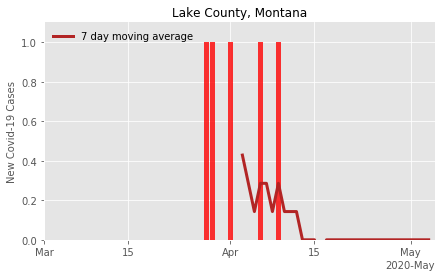 Lake County, Montana
7 day moving average
New Covid-19 Cases
1.0
0.8
0.6
0.4
0.2
0.0
Mar 15 Apr 15 May
2020-May